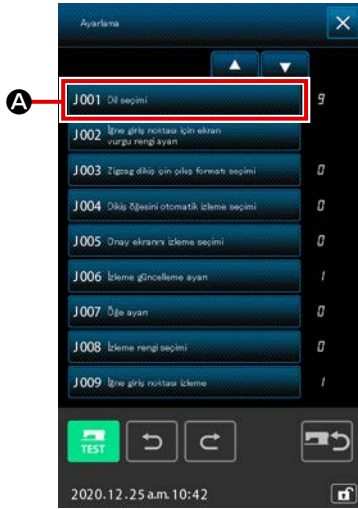 Ayarlama
A
J001 Dil seçimi 9
J002 İğne giriş noktası için ekran
vurgu rengi ayarı
J003 Zigzag dikiş için çıkış formatı seçimi 0
J004 Dikiş öğesini otomatik izleme seçimi 0
J005 Onay ekranını izleme seçimi 0
J006 İzleme güncelleme ayarı 1
J007 Öğe ayarı 0
J008 İzleme rengi seçimi 0
J009 İğne giriş noktası izleme 1
TEST
2020.12.25 a.m.10:42